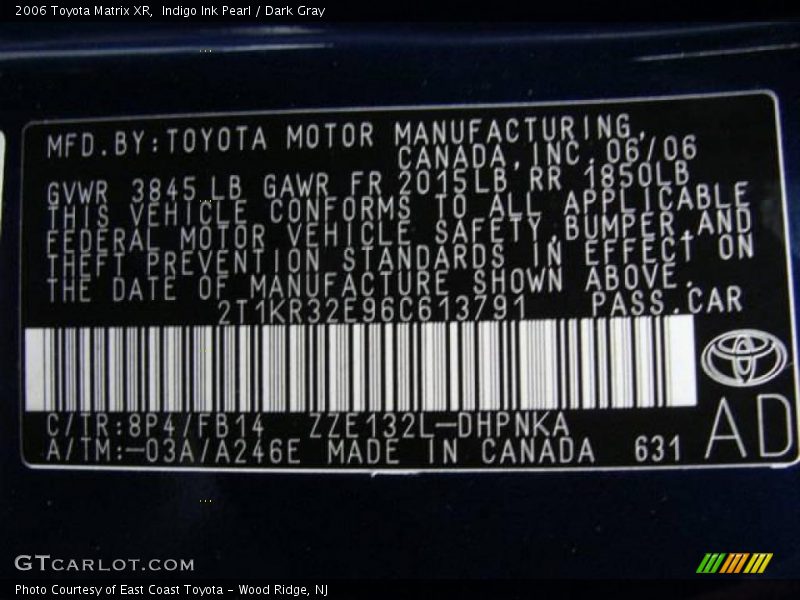 2006 Toyota Matrix XR, Indigo Ink Pearl / Dark Gray
MFD.BY:TOYOTA MOTOR MANUFACTURING,
CANADA,INC.06/06
GVWR 3845LB GAWR FR 2015LB RR 1850LB
THIS VEHICLE CONFORMS TO ALL APPLICABLE
FEDERAL MOTOR VEHICLE SAFETY,BUMPER,AND
THEFT PREVENTION STANDARDS IN EFFECT ON
THE DATE OF MANUFACTURE SHOWN ABOVE.
2T1KR32E96C613791 PASS.CAR
C/TR:8P4/FB14 ZZE132L-DHPNKA
A/TM:-03A/A246E MADE IN CANADA 631
AD
GTCARLOT.COM
Photo Courtesy of East Coast Toyota - Wood Ridge, NJ